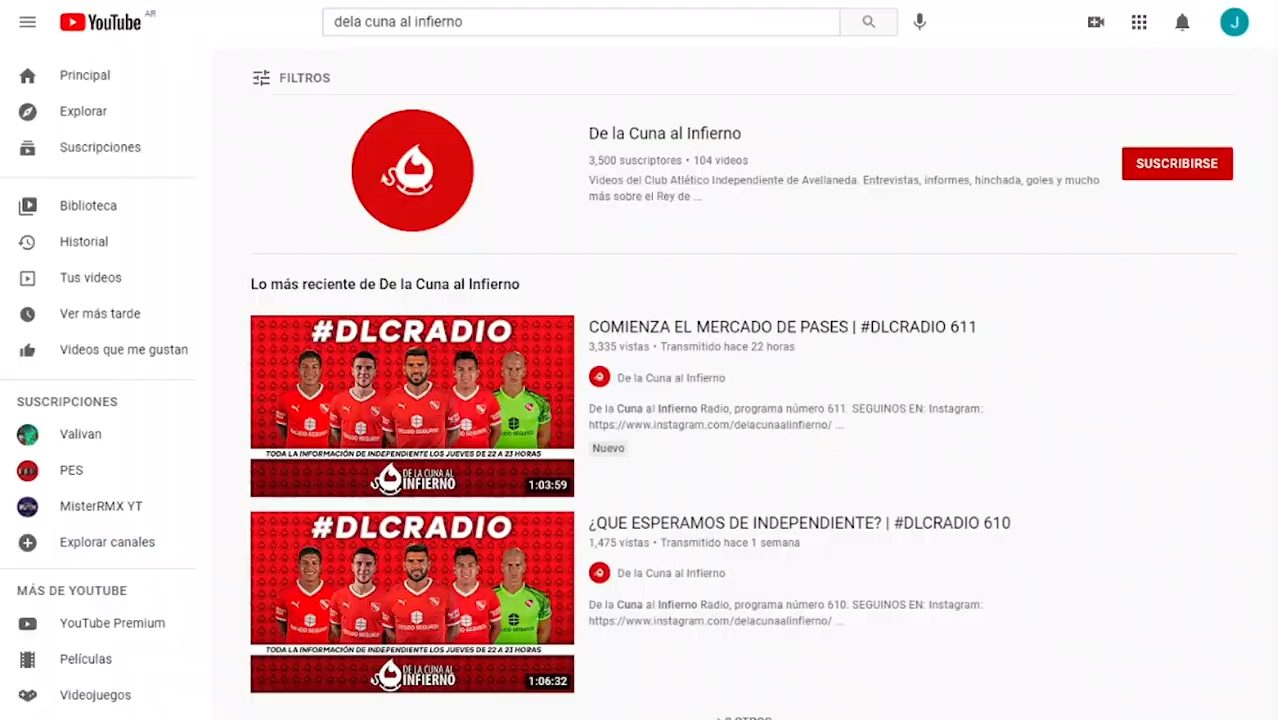 YouTube AR
dela cuna al infierno
J
Principal
Explorar
Suscripciones
Biblioteca
Historial
Tus videos
Ver más tarde
Videos que me gustan
SUSCRIPCIONES
Valivan
PES
MisterRMX YT
Explorar canales
MÁS DE YOUTUBE
YouTube Premium
Películas
Videojuegos
FILTROS
De la Cuna al Infierno
3,500 suscriptores • 104 videos
Videos del Club Atlético Independiente de Avellaneda. Entrevistas, informes, hinchada, goles y mucho
más sobre el Rey de ...
SUSCRIBIRSE
Lo más reciente de De la Cuna al Infierno
#DLCRADIO
TODA LA INFORMACIÓN DE INDEPENDIENTE LOS JUEVES DE 22 A 23 HORAS
DE LA CUNA AL
INFIERNO
1:03:59
COMIENZA EL MERCADO DE PASES | #DLCRADIO 611
3,335 vistas • Transmitido hace 22 horas
De la Cuna al Infierno
De la Cuna al Infierno Radio, programa número 611. SEGUINOS EN: Instagram:
https://www.instagram.com/delacunaalinfierno/ ...
Nuevo
#DLCRADIO
TODA LA INFORMACIÓN DE INDEPENDIENTE LOS JUEVES DE 22 A 23 HORAS
DE LA CUNA AL
INFIERNO
1:06:32
¿QUE ESPERAMOS DE INDEPENDIENTE? | #DLCRADIO 610
1,475 vistas • Transmitido hace 1 semana
De la Cuna al Infierno
De la Cuna al Infierno Radio, programa número 610. SEGUINOS EN: Instagram:
https://www.instagram.com/delacunaalinfierno/ ...